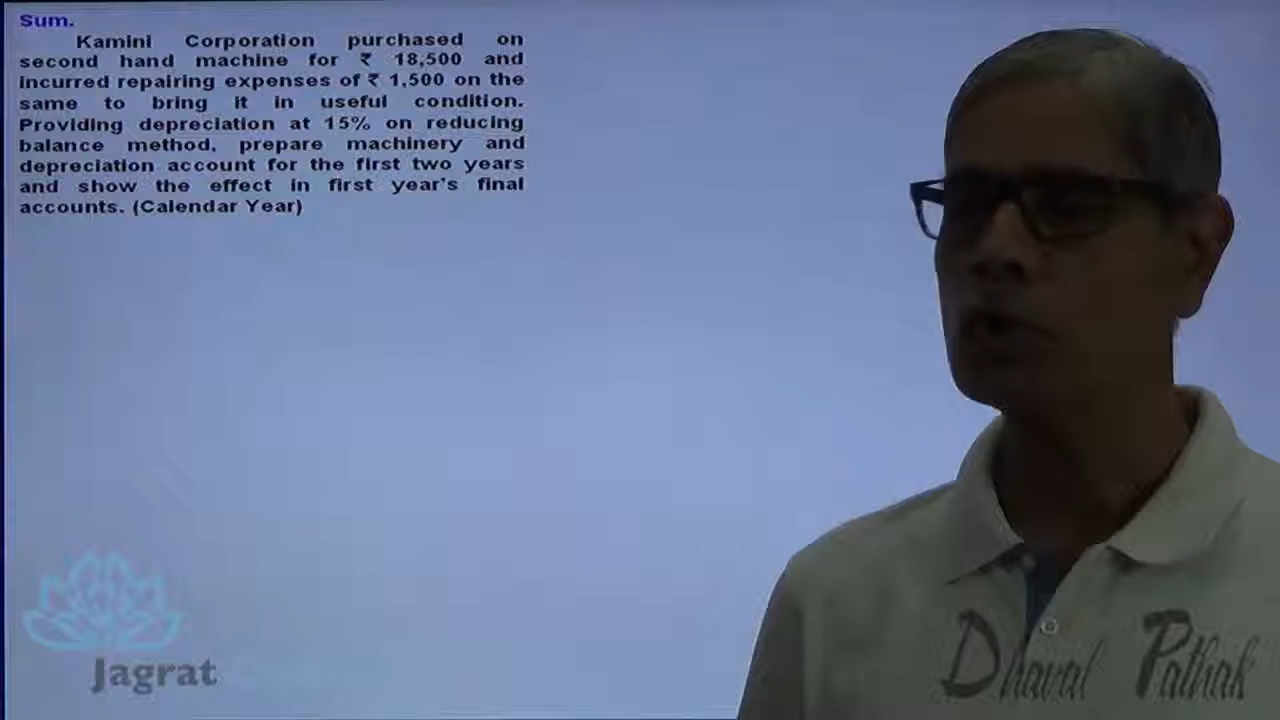 Sum.
Kamini Corporation purchased on
second hand machine for ₹ 18,500 and
incurred repairing expenses of ₹ 1,500 on the
same to bring it in useful condition.
Providing depreciation at 15% on reducing
balance method, prepare machinery and
depreciation account for the first two years
and show the effect in first year's final
accounts. (Calendar Year)
Jagrat
Dhaval Pathak